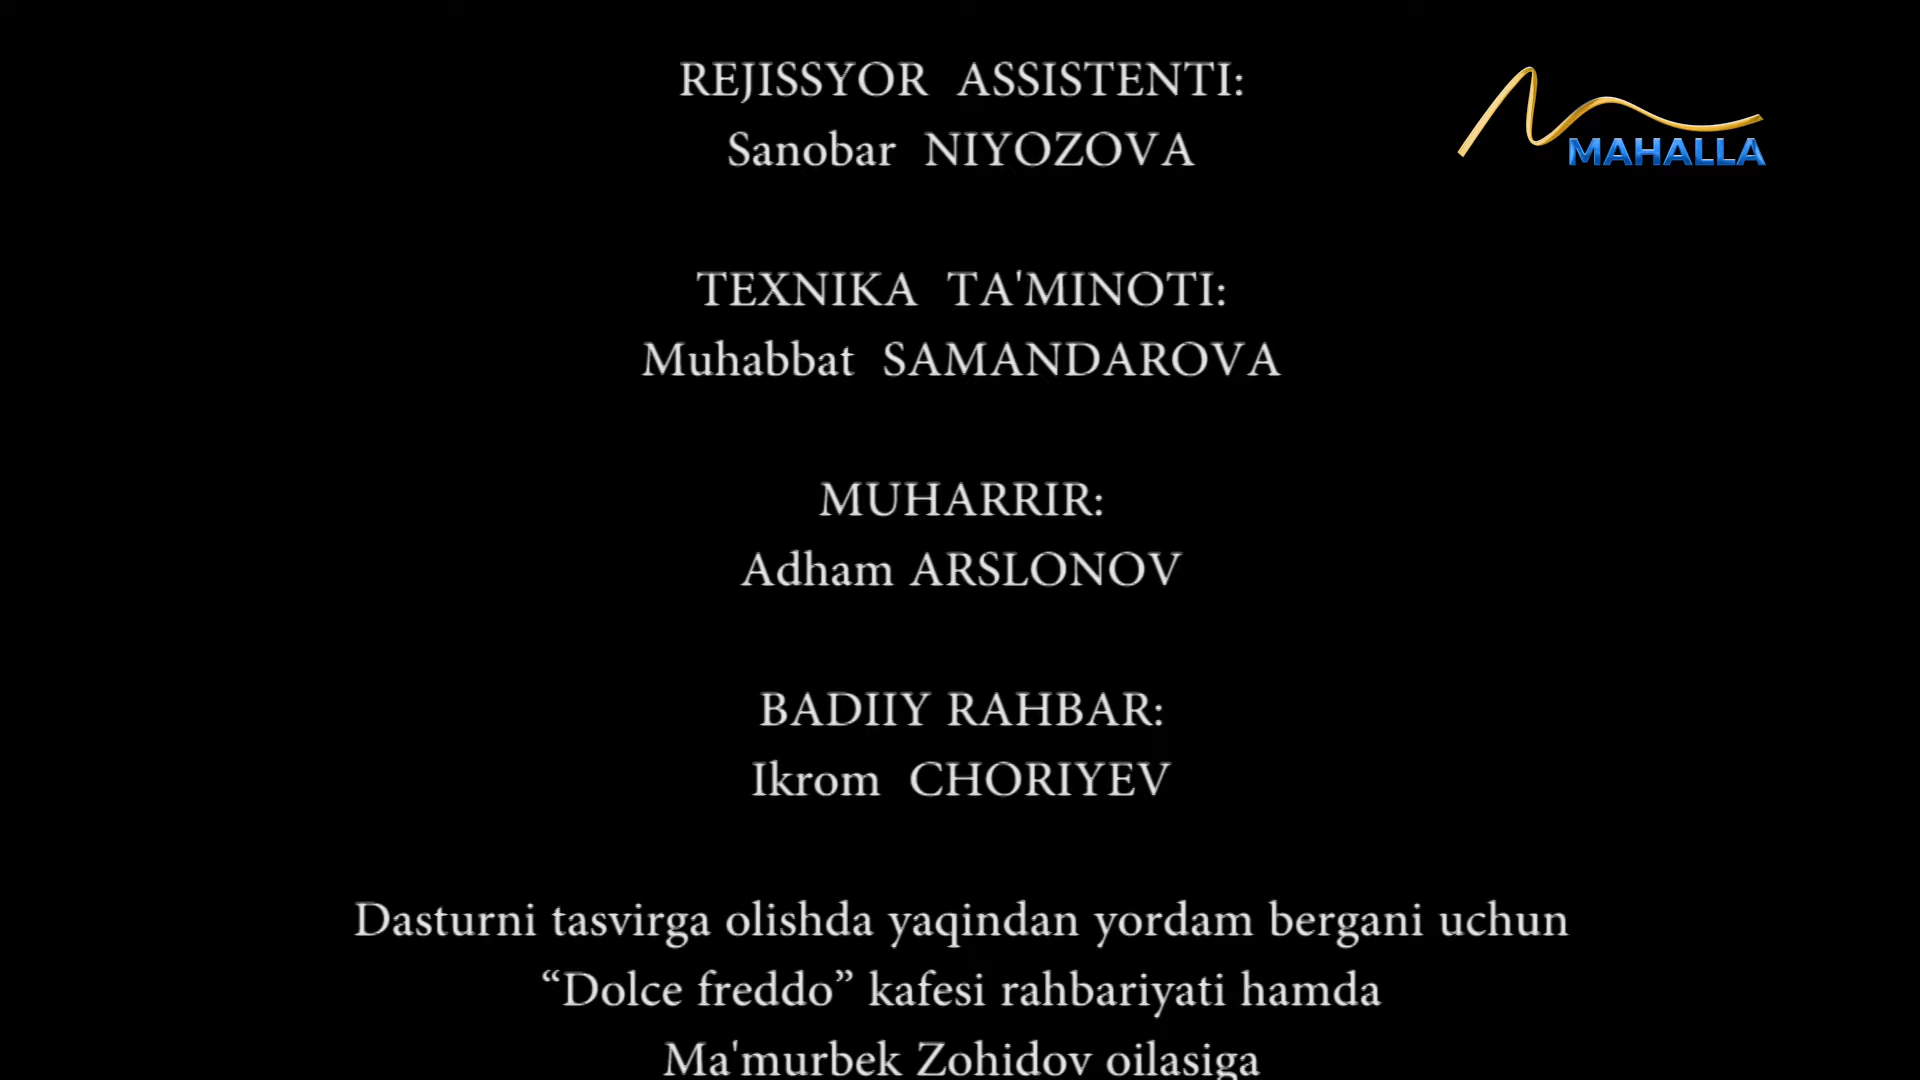 REJISSYOR ASSISTENTI:
MAHALLA
Sanobar NIYOZOVA
TEXNIKA TA'MINOTI:
Muhabbat SAMANDAROVA
MUHARRIR:
Adham ARSLONOV
BADIIY RAHBAR:
Ikrom CHORIYEV
Dasturni tasvirga olishda yaqindan yordam bergani uchun
“Dolce freddo” kafesi rahbariyati hamda
Ma'murbek Zohidov oilasiga